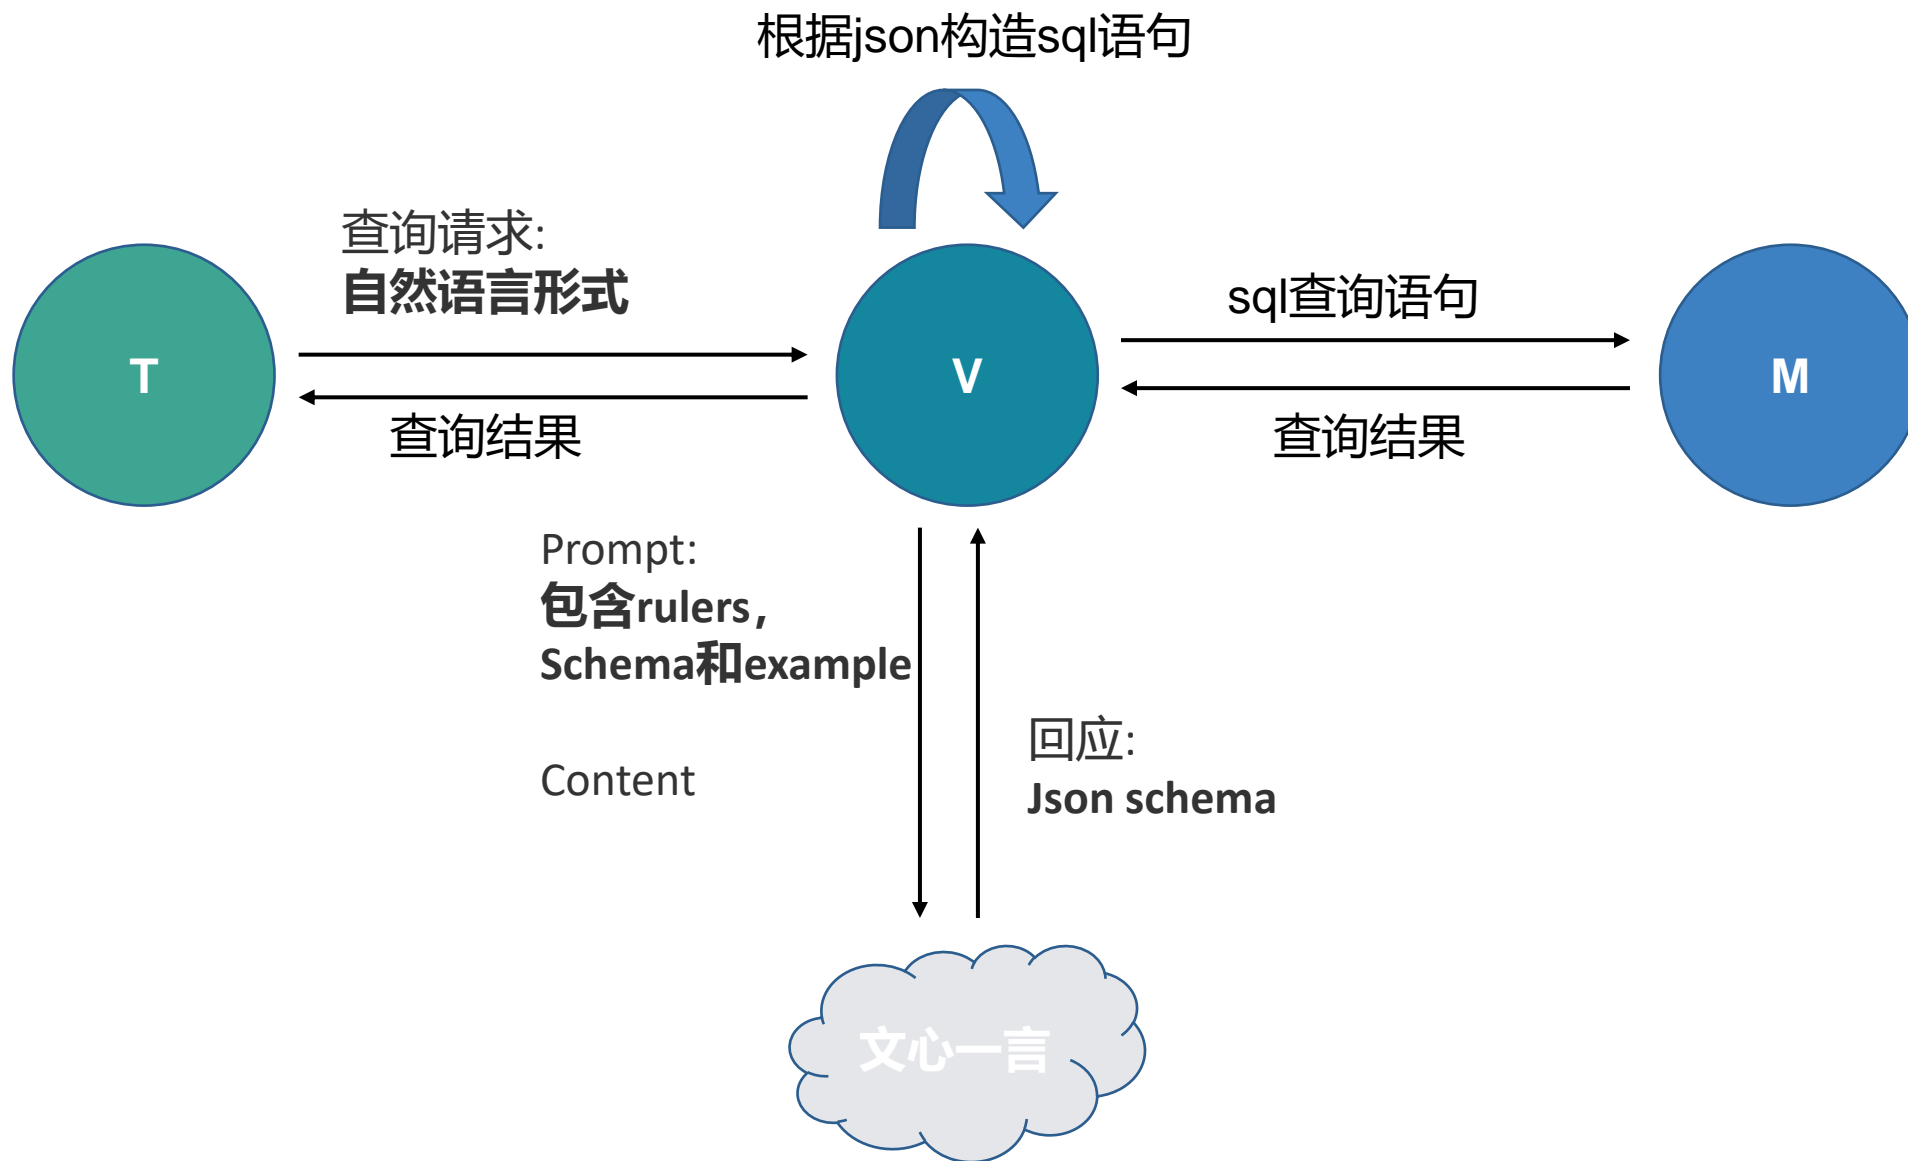 根据json构造sql语句
查询请求:
自然语言形式
sql查询语句
T
V
M
查询结果
查询结果
Prompt:
包含rulers，
Schema和example
Content
回应:
Json schema
文心一言